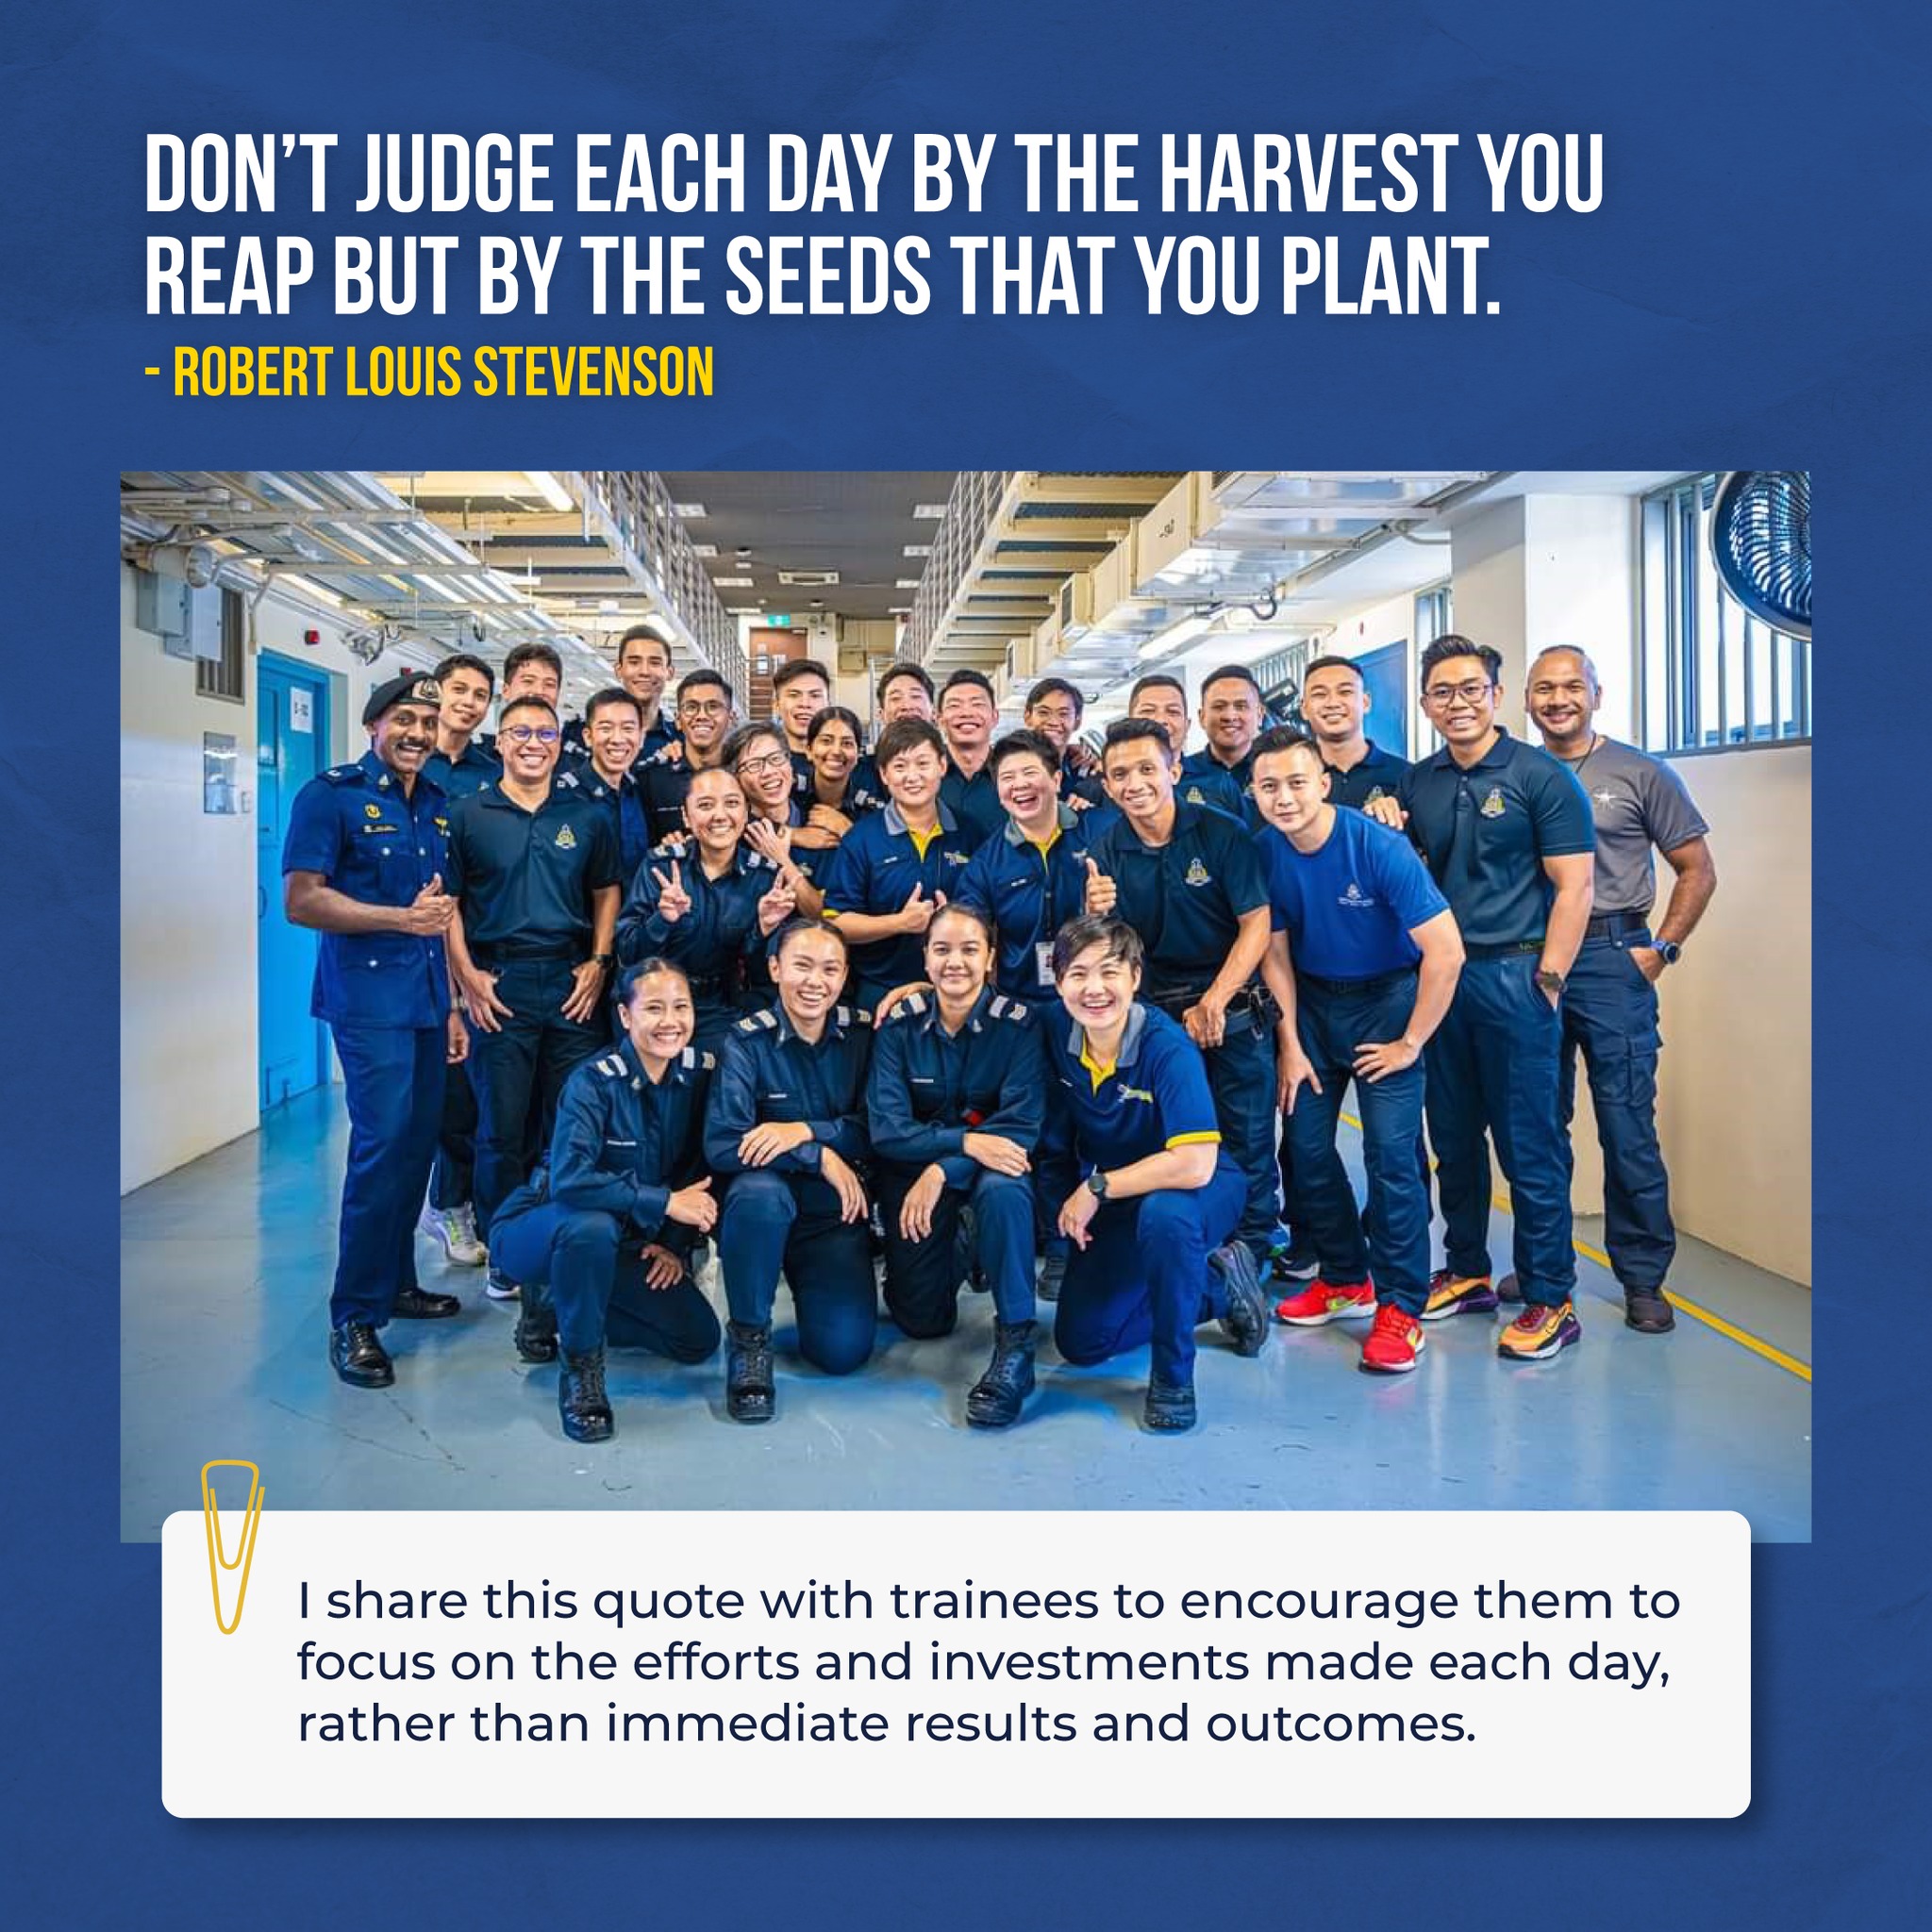 DON'T JUDGE EACH DAY BY THE HARVEST YOU
REAP BUT BY THE SEEDS THAT YOU PLANT.
- ROBERT LOUIS STEVENSON
I share this quote with trainees to encourage them to
focus on the efforts and investments made each day,
rather than immediate results and outcomes.